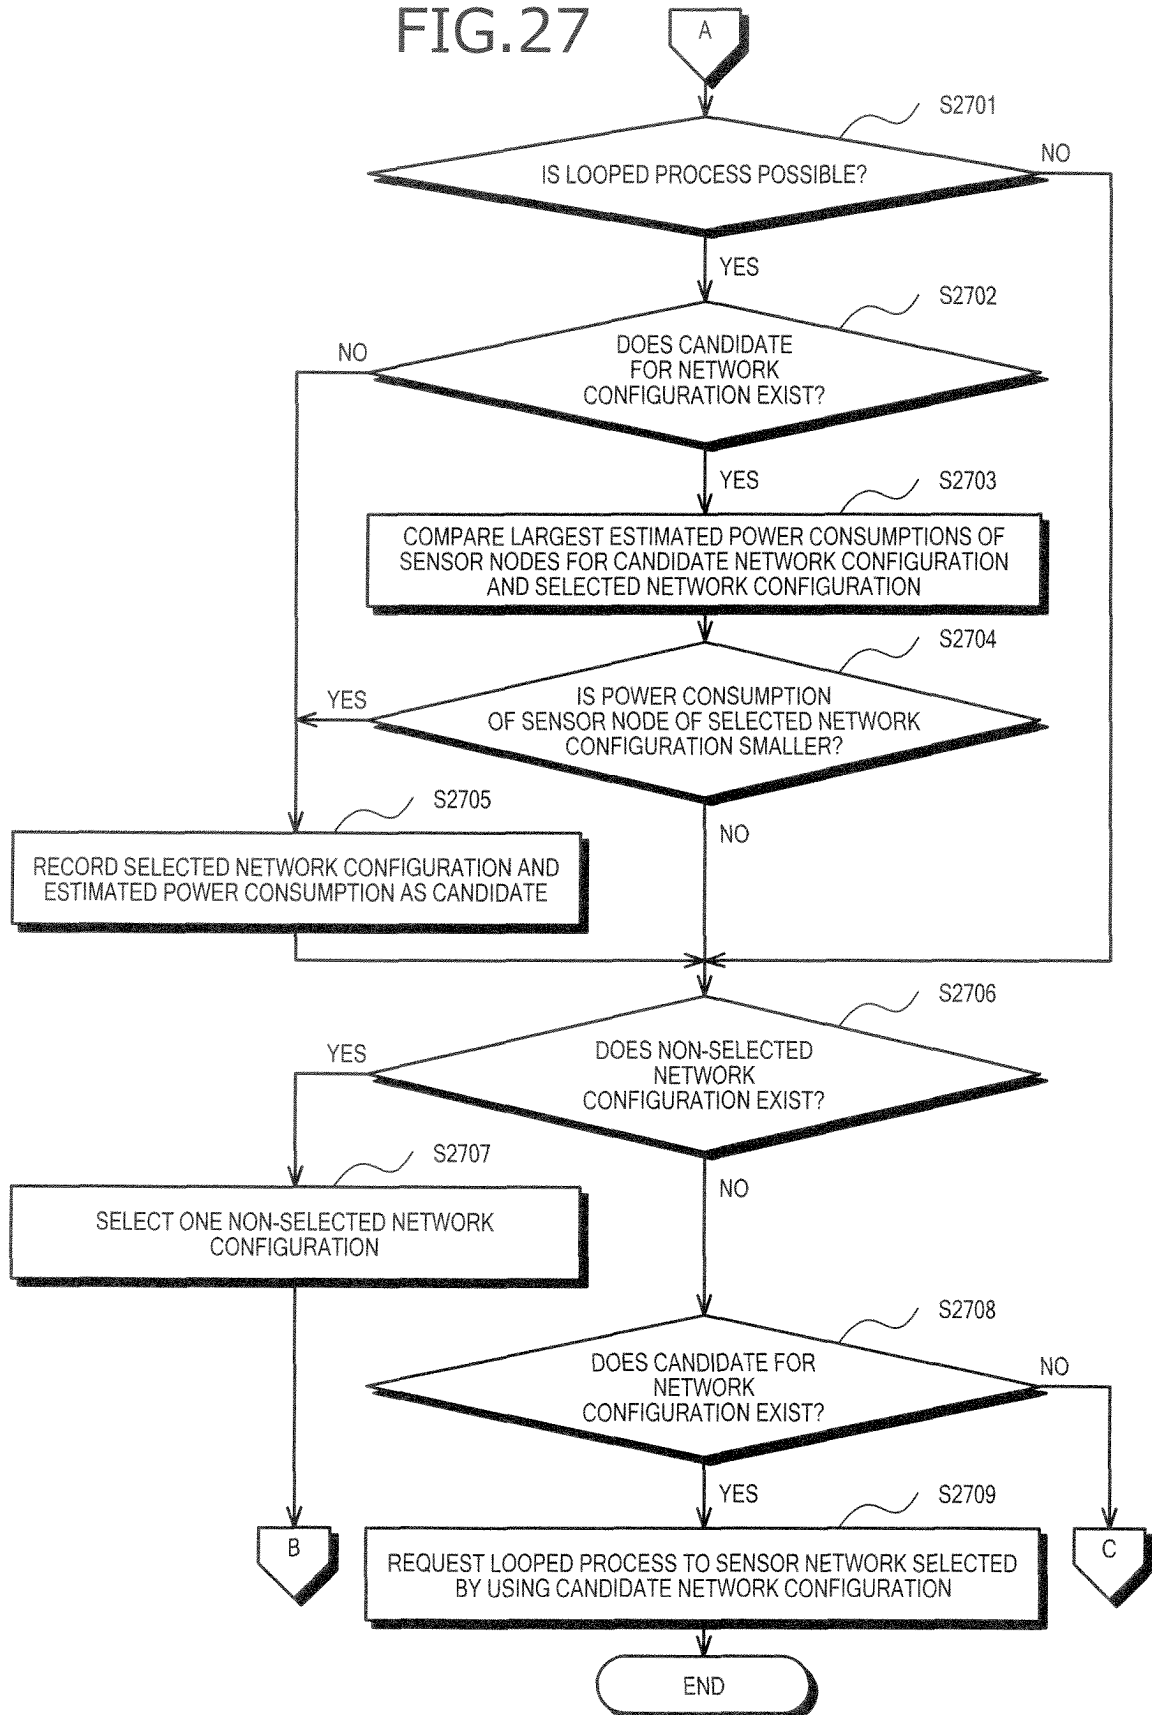 FIG.27
A
S2701
IS LOOPED PROCESS POSSIBLE?
NO
YES
S2702
DOES CANDIDATE
FOR NETWORK
CONFIGURATION EXIST?
NO
YES
S2703
COMPARE LARGEST ESTIMATED POWER CONSUMPTIONS OF
SENSOR NODES FOR CANDIDATE NETWORK CONFIGURATION
AND SELECTED NETWORK CONFIGURATION
S2704
YES
IS POWER CONSUMPTION
OF SENSOR NODE OF SELECTED NETWORK
CONFIGURATION SMALLER?
S2705
NO
RECORD SELECTED NETWORK CONFIGURATION AND
ESTIMATED POWER CONSUMPTION AS CANDIDATE
S2706
YES
DOES NON-SELECTED
NETWORK
CONFIGURATION EXIST?
S2707
NO
SELECT ONE NON-SELECTED NETWORK
CONFIGURATION
S2708
DOES CANDIDATE FOR
NETWORK
CONFIGURATION EXIST?
NO
YES
S2709
B
REQUEST LOOPED PROCESS TO SENSOR NETWORK SELECTED
BY USING CANDIDATE NETWORK CONFIGURATION
C
END